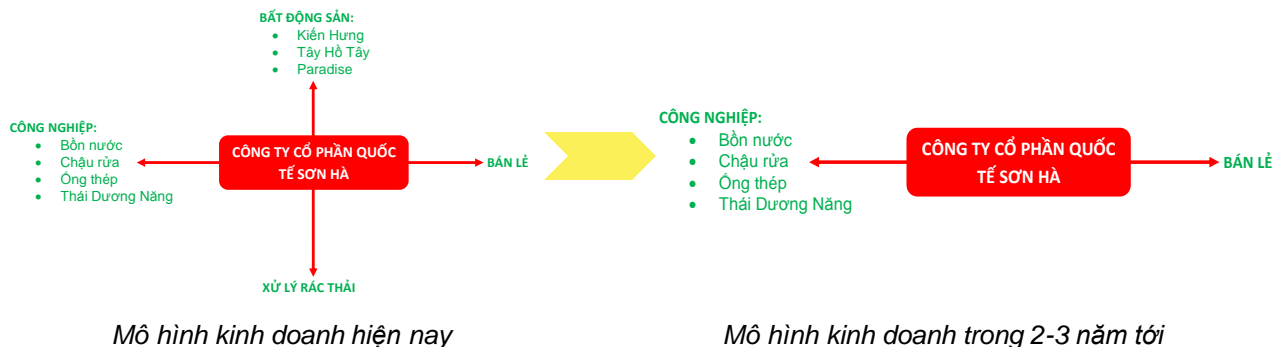 BẤT ĐỘNG SẢN:
• Kiến Hưng
• Tây Hồ Tây
• Paradise
CÔNG NGHIỆP:
• Bồn nước
• Chậu rửa
• Ống thép
• Thái Dương Năng
CÔNG TY CỔ PHẦN QUỐC
TẾ SƠN HÀ
BÁN LẺ
XỬ LÝ RÁC THẢI
Mô hình kinh doanh hiện nay
CÔNG NGHIỆP:
• Bồn nước
• Chậu rửa
• Ống thép
• Thái Dương Năng
CÔNG TY CỔ PHẦN QUỐC
TẾ SƠN HÀ
BÁN LẺ
Mô hình kinh doanh trong 2-3 năm tới